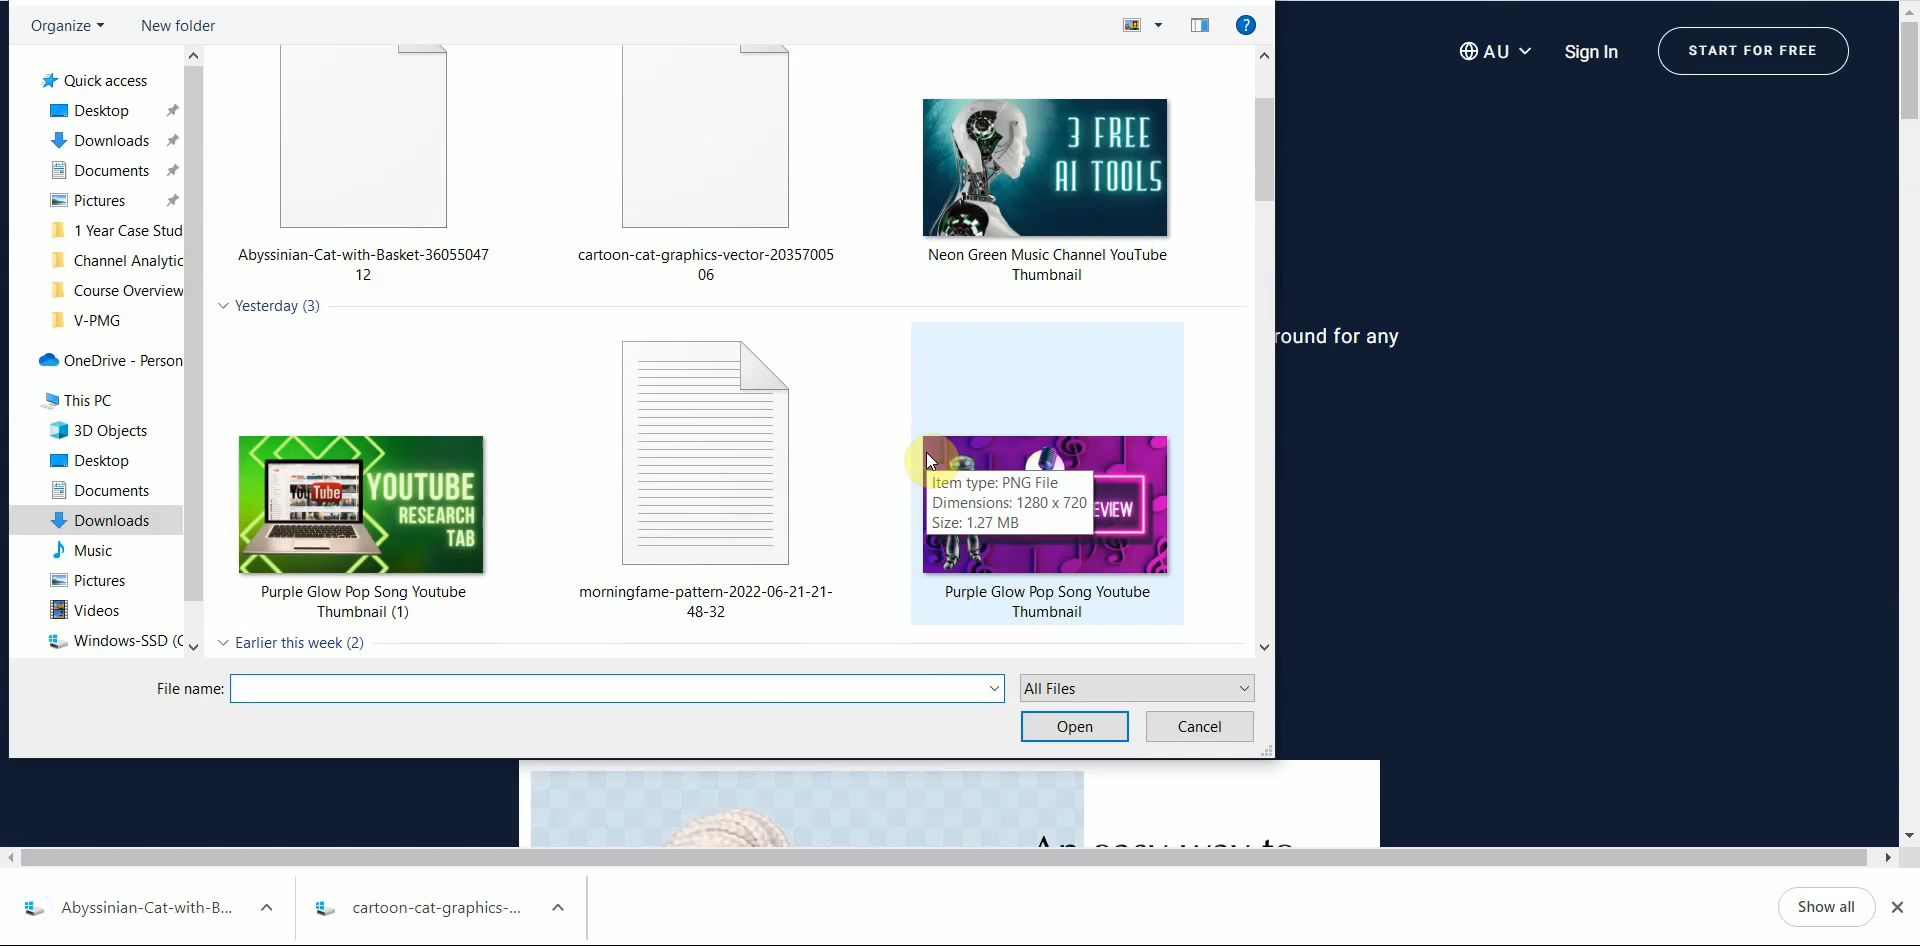 Organize
New folder
?
AU
Sign In
START FOR FREE
Quick access
Desktop
Downloads
Documents
Pictures
1 Year Case Stud
Channel Analytic
Course Overview
V-PMG
OneDrive - Person
This PC
3D Objects
Desktop
Documents
Downloads
Music
Pictures
Videos
Windows-SSD (C
3 FREE
AI TOOLS
Abyssinian-Cat-with-Basket-36055047
12
cartoon-cat-graphics-vector-20357005
06
Neon Green Music Channel YouTube
Thumbnail
Yesterday (3)
YouTube
YOUTUBE
RESEARCH
TAB
Item type: PNG File
Dimensions: 1280 x 720
Size: 1.27 MB
EVIEW
Purple Glow Pop Song Youtube
Thumbnail (1)
morningfame-pattern-2022-06-21-21-
48-32
Purple Glow Pop Song Youtube
Thumbnail
Earlier this week (2)
round for any
File name:
All Files
Open
Cancel
An easy way to
Abyssinian-Cat-with-B...
cartoon-cat-graphics-...
Show all